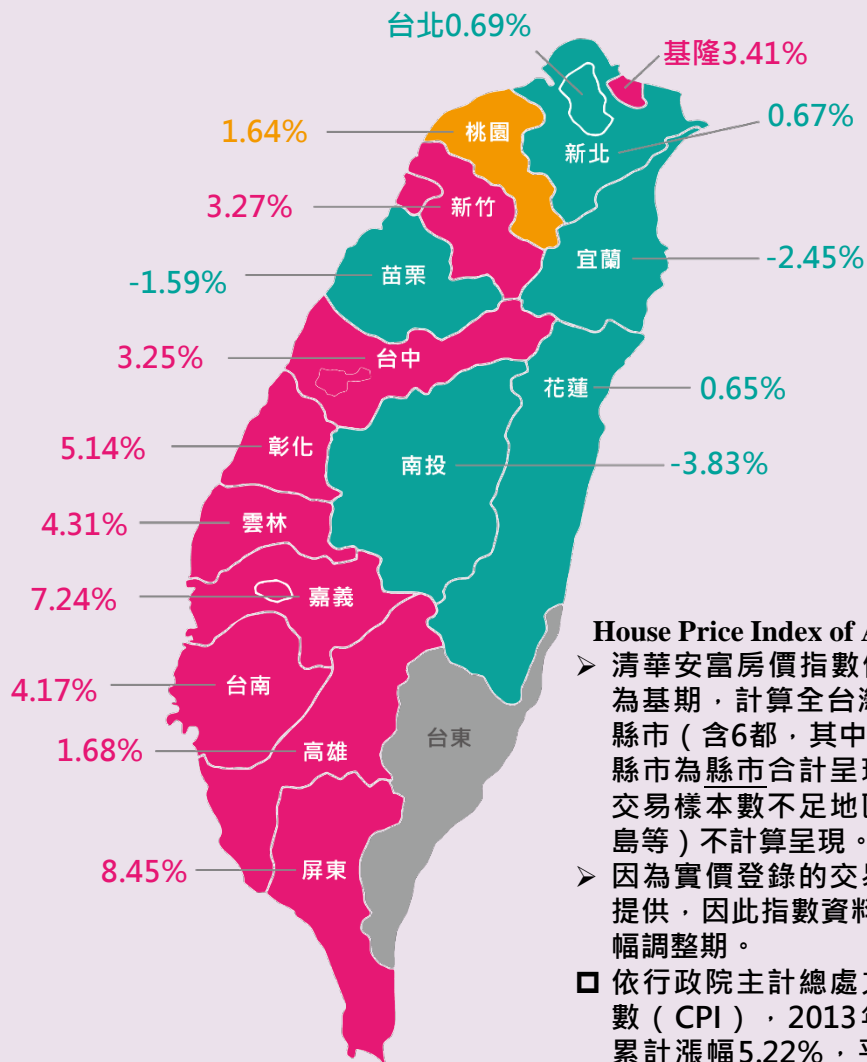 台北0.69%
基隆3.41%
1.64%
桃園
0.67%
新北
3.27%
新竹
宜蘭
-2.45%
-1.59%
苗栗
3.25%
台中
花蓮
0.65%
5.14%
彰化
南投
-3.83%
4.31%
雲林
7.24%
嘉義
4.17%
台南
台東
1.68%
高雄
8.45%
屏東
House Price Index of
➢ 清華安富房價指數
為基期，計算全台
縣市（含6都，其中
縣市為縣市合計呈
交易樣本數不足地
島等）不計算呈現。
➢ 因為實價登錄的交
提供，因此指數資料
幅調整期。
依行政院主計總處
數（CPI），2013年
累計漲幅5.22%，